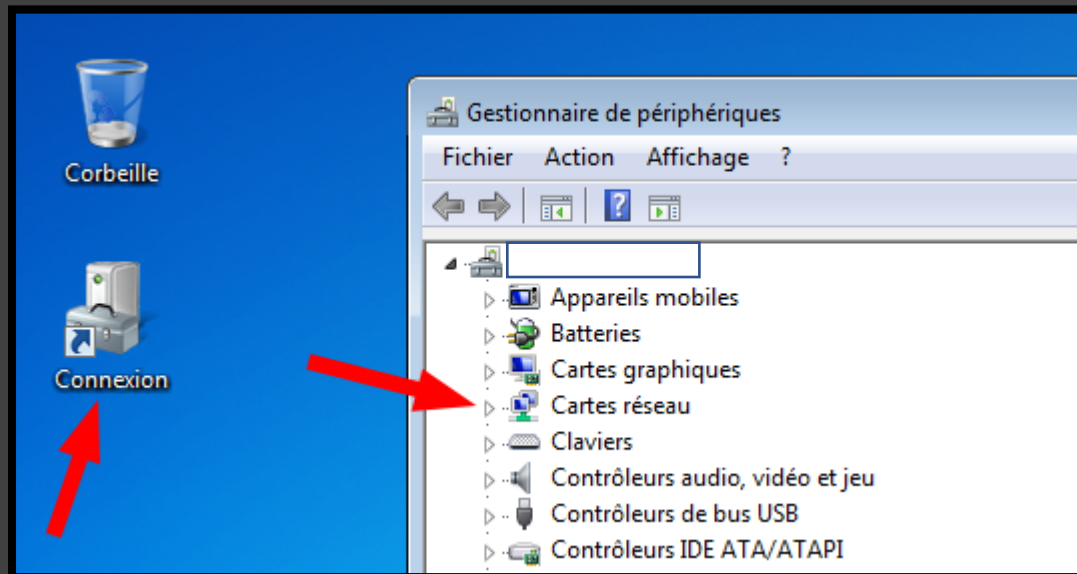 Corbeille
Connexion
Gestionnaire de périphériques
Fichier Action Affichage ?
?
Appareils mobiles
Batteries
Cartes graphiques
Cartes réseau
Claviers
Contrôleurs audio, vidéo et jeu
Contrôleurs de bus USB
Contrôleurs IDE ATA/ATAPI